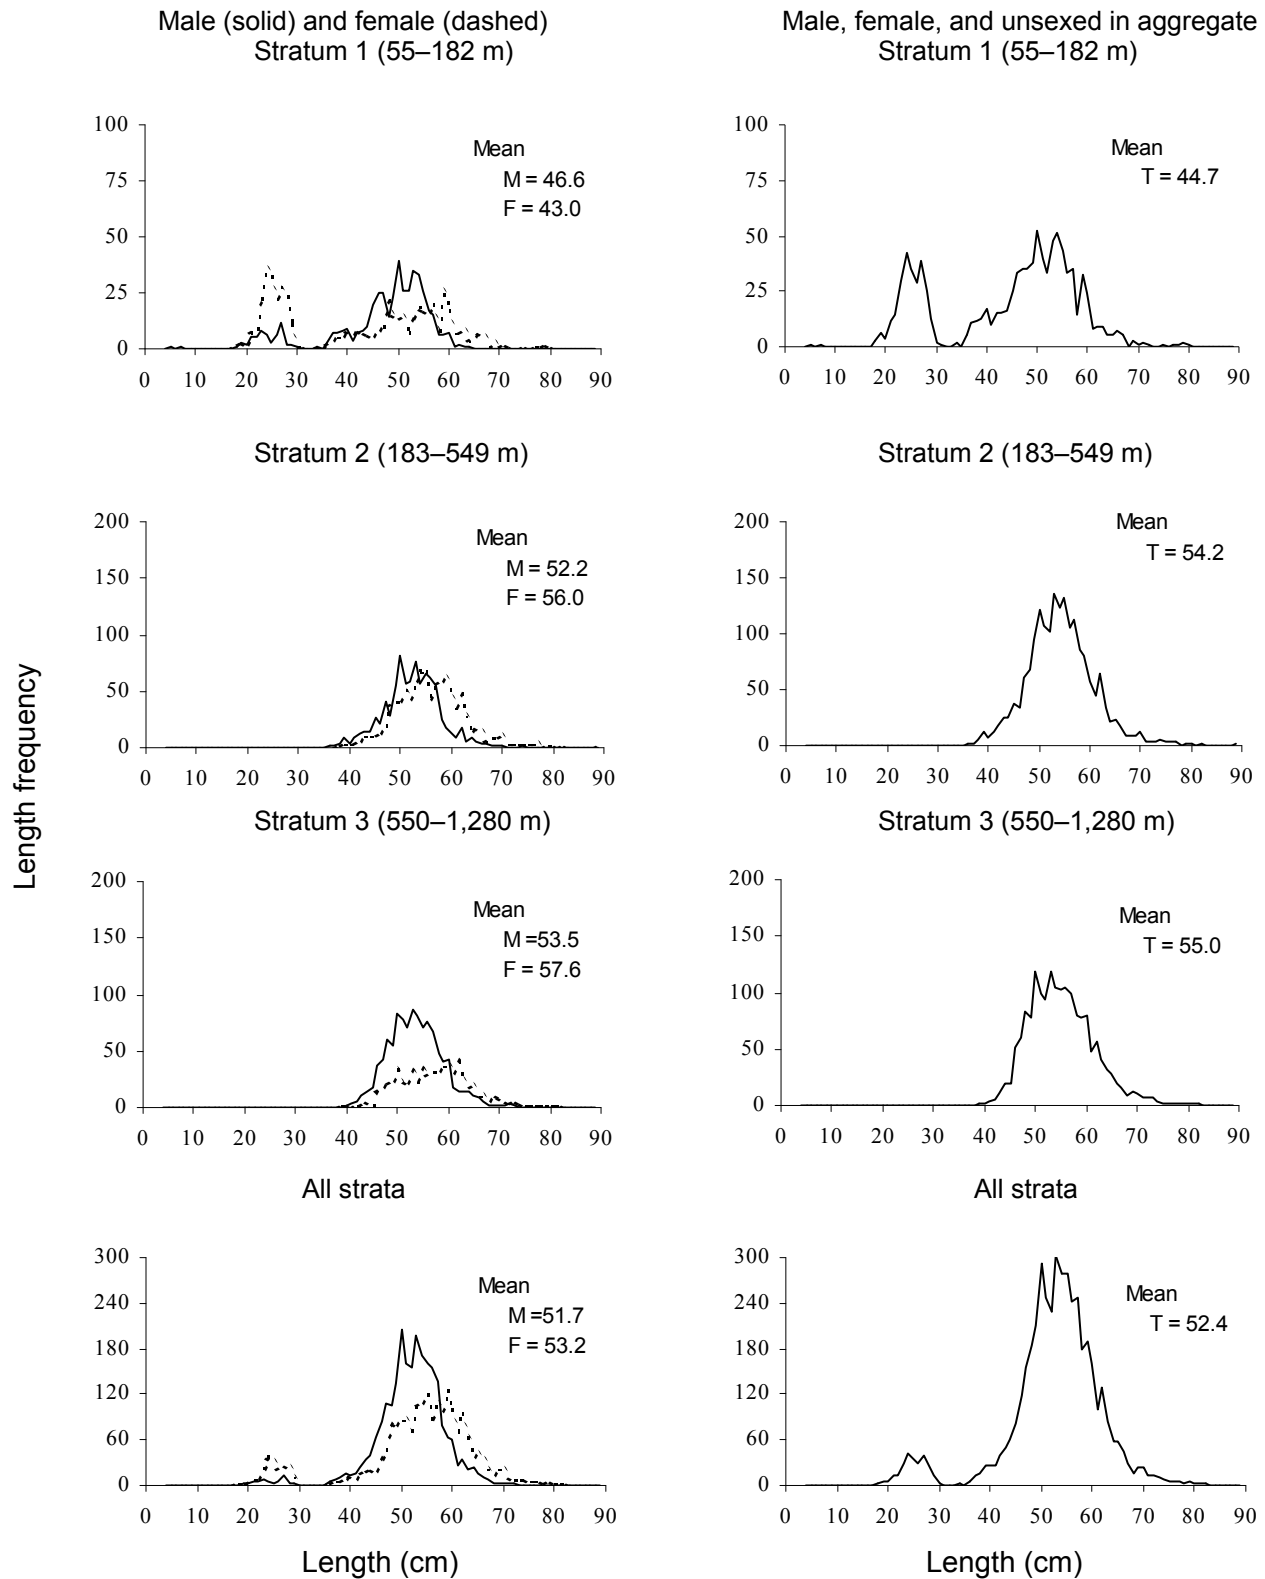 Male (solid) and female (dashed)
Stratum 1 (55–182 m)
100
75
50
25
0
0 10 20 30 40 50 60 70 80 90
Mean
M = 46.6
F = 43.0
Male, female, and unsexed in aggregate
Stratum 1 (55–182 m)
100
75
50
25
0
0 10 20 30 40 50 60 70 80 90
Mean
T = 44.7
Stratum 2 (183–549 m)
200
150
100
50
0
0 10 20 30 40 50 60 70 80 90
Mean
M = 52.2
F = 56.0
Stratum 2 (183–549 m)
200
150
100
50
0
0 10 20 30 40 50 60 70 80 90
Mean
T = 54.2
Length frequency
Stratum 3 (550–1,280 m)
200
150
100
50
0
0 10 20 30 40 50 60 70 80 90
Mean
M =53.5
F = 57.6
Stratum 3 (550–1,280 m)
200
150
100
50
0
0 10 20 30 40 50 60 70 80 90
Mean
T = 55.0
All strata
300
240
180
120
60
0
0 10 20 30 40 50 60 70 80 90
Mean
M =51.7
F = 53.2
Length (cm)
All strata
300
240
180
120
60
0
0 10 20 30 40 50 60 70 80 90
Mean
T = 52.4
Length (cm)